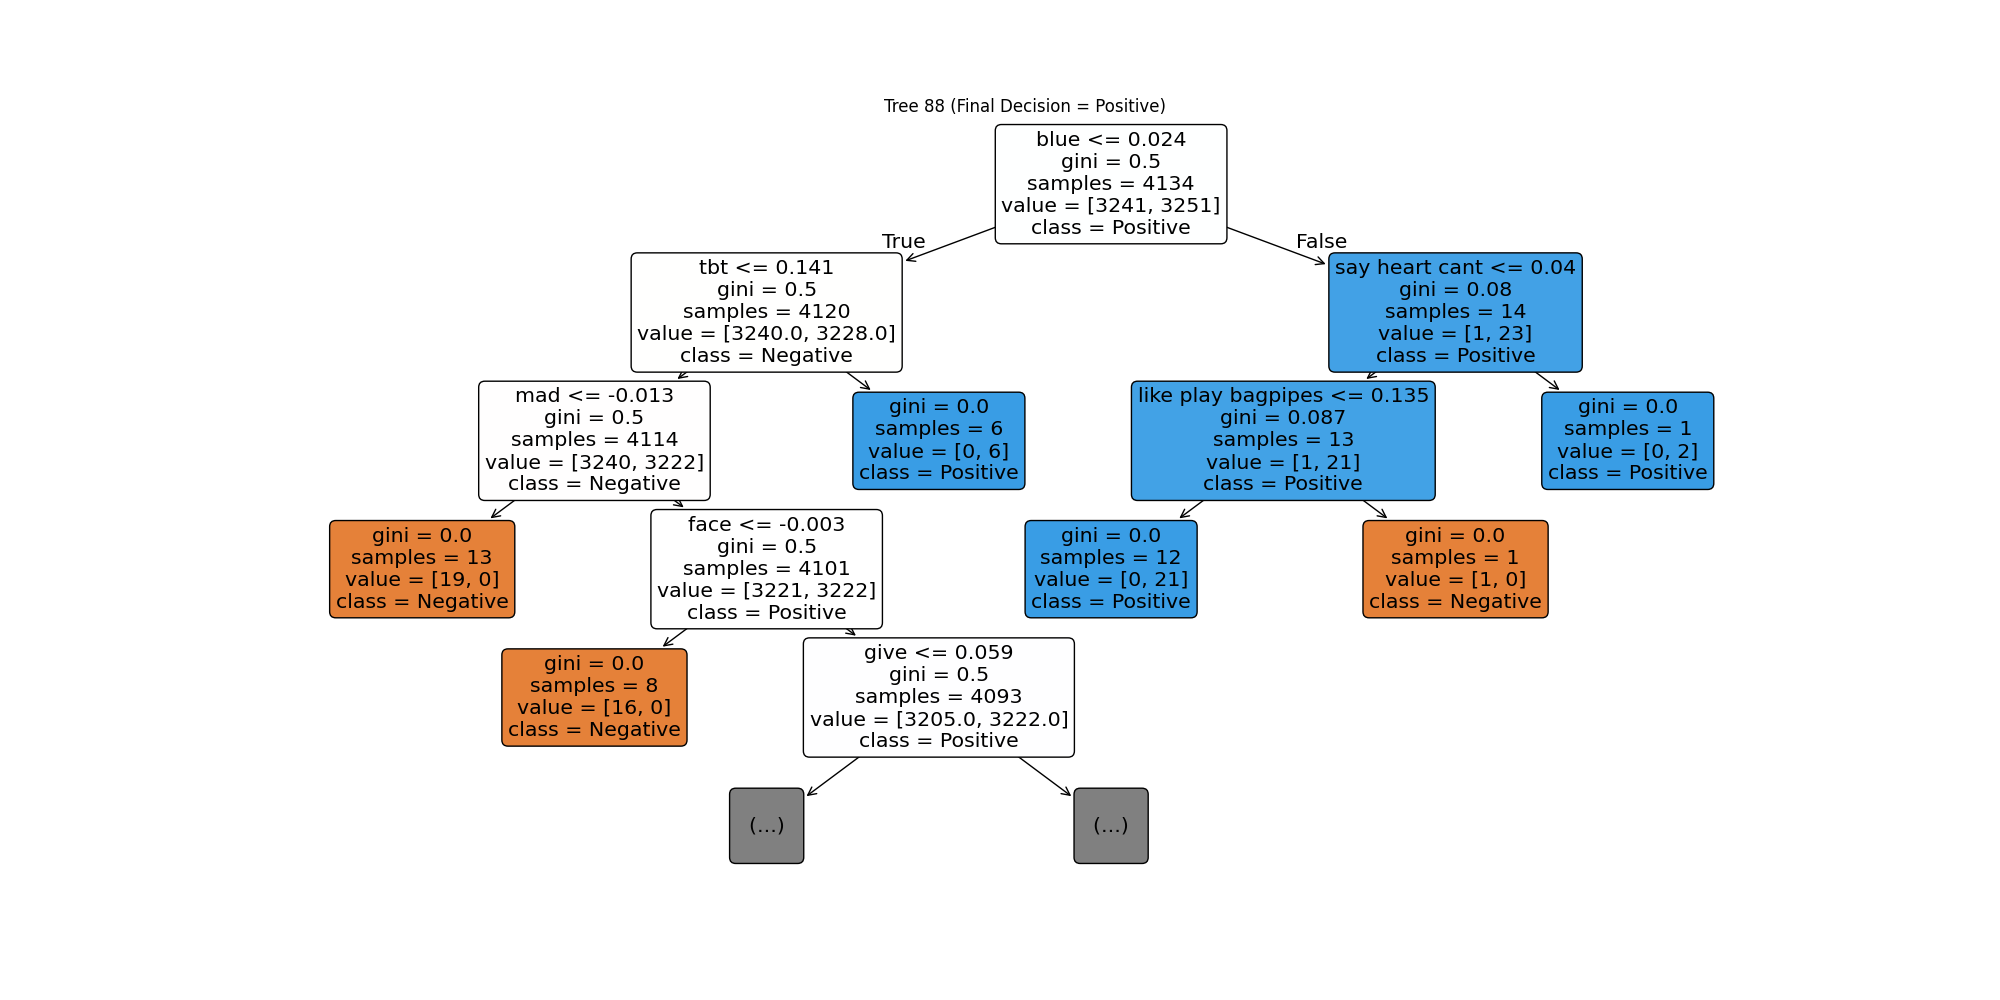 Tree 88 (Final Decision = Positive)
blue <= 0.024
gini = 0.5
samples = 4134
value = [3241, 3251]
class = Positive
True
False
tbt <= 0.141
gini = 0.5
samples = 4120
value = [3240.0, 3228.0]
class = Negative
say heart cant <= 0.04
gini = 0.08
samples = 14
value = [1, 23]
class = Positive
mad <= -0.013
gini = 0.5
samples = 4114
value = [3240, 3222]
class = Negative
gini = 0.0
samples = 6
value = [0, 6]
class = Positive
like play bagpipes <= 0.135
gini = 0.087
samples = 13
value = [1, 21]
class = Positive
gini = 0.0
samples = 1
value = [0, 2]
class = Positive
gini = 0.0
samples = 13
value = [19, 0]
class = Negative
face <= -0.003
gini = 0.5
samples = 4101
value = [3221, 3222]
class = Positive
gini = 0.0
samples = 12
value = [0, 21]
class = Positive
gini = 0.0
samples = 1
value = [1, 0]
class = Negative
gini = 0.0
samples = 8
value = [16, 0]
class = Negative
give <= 0.059
gini = 0.5
samples = 4093
value = [3205.0, 3222.0]
class = Positive
(...)
(...)